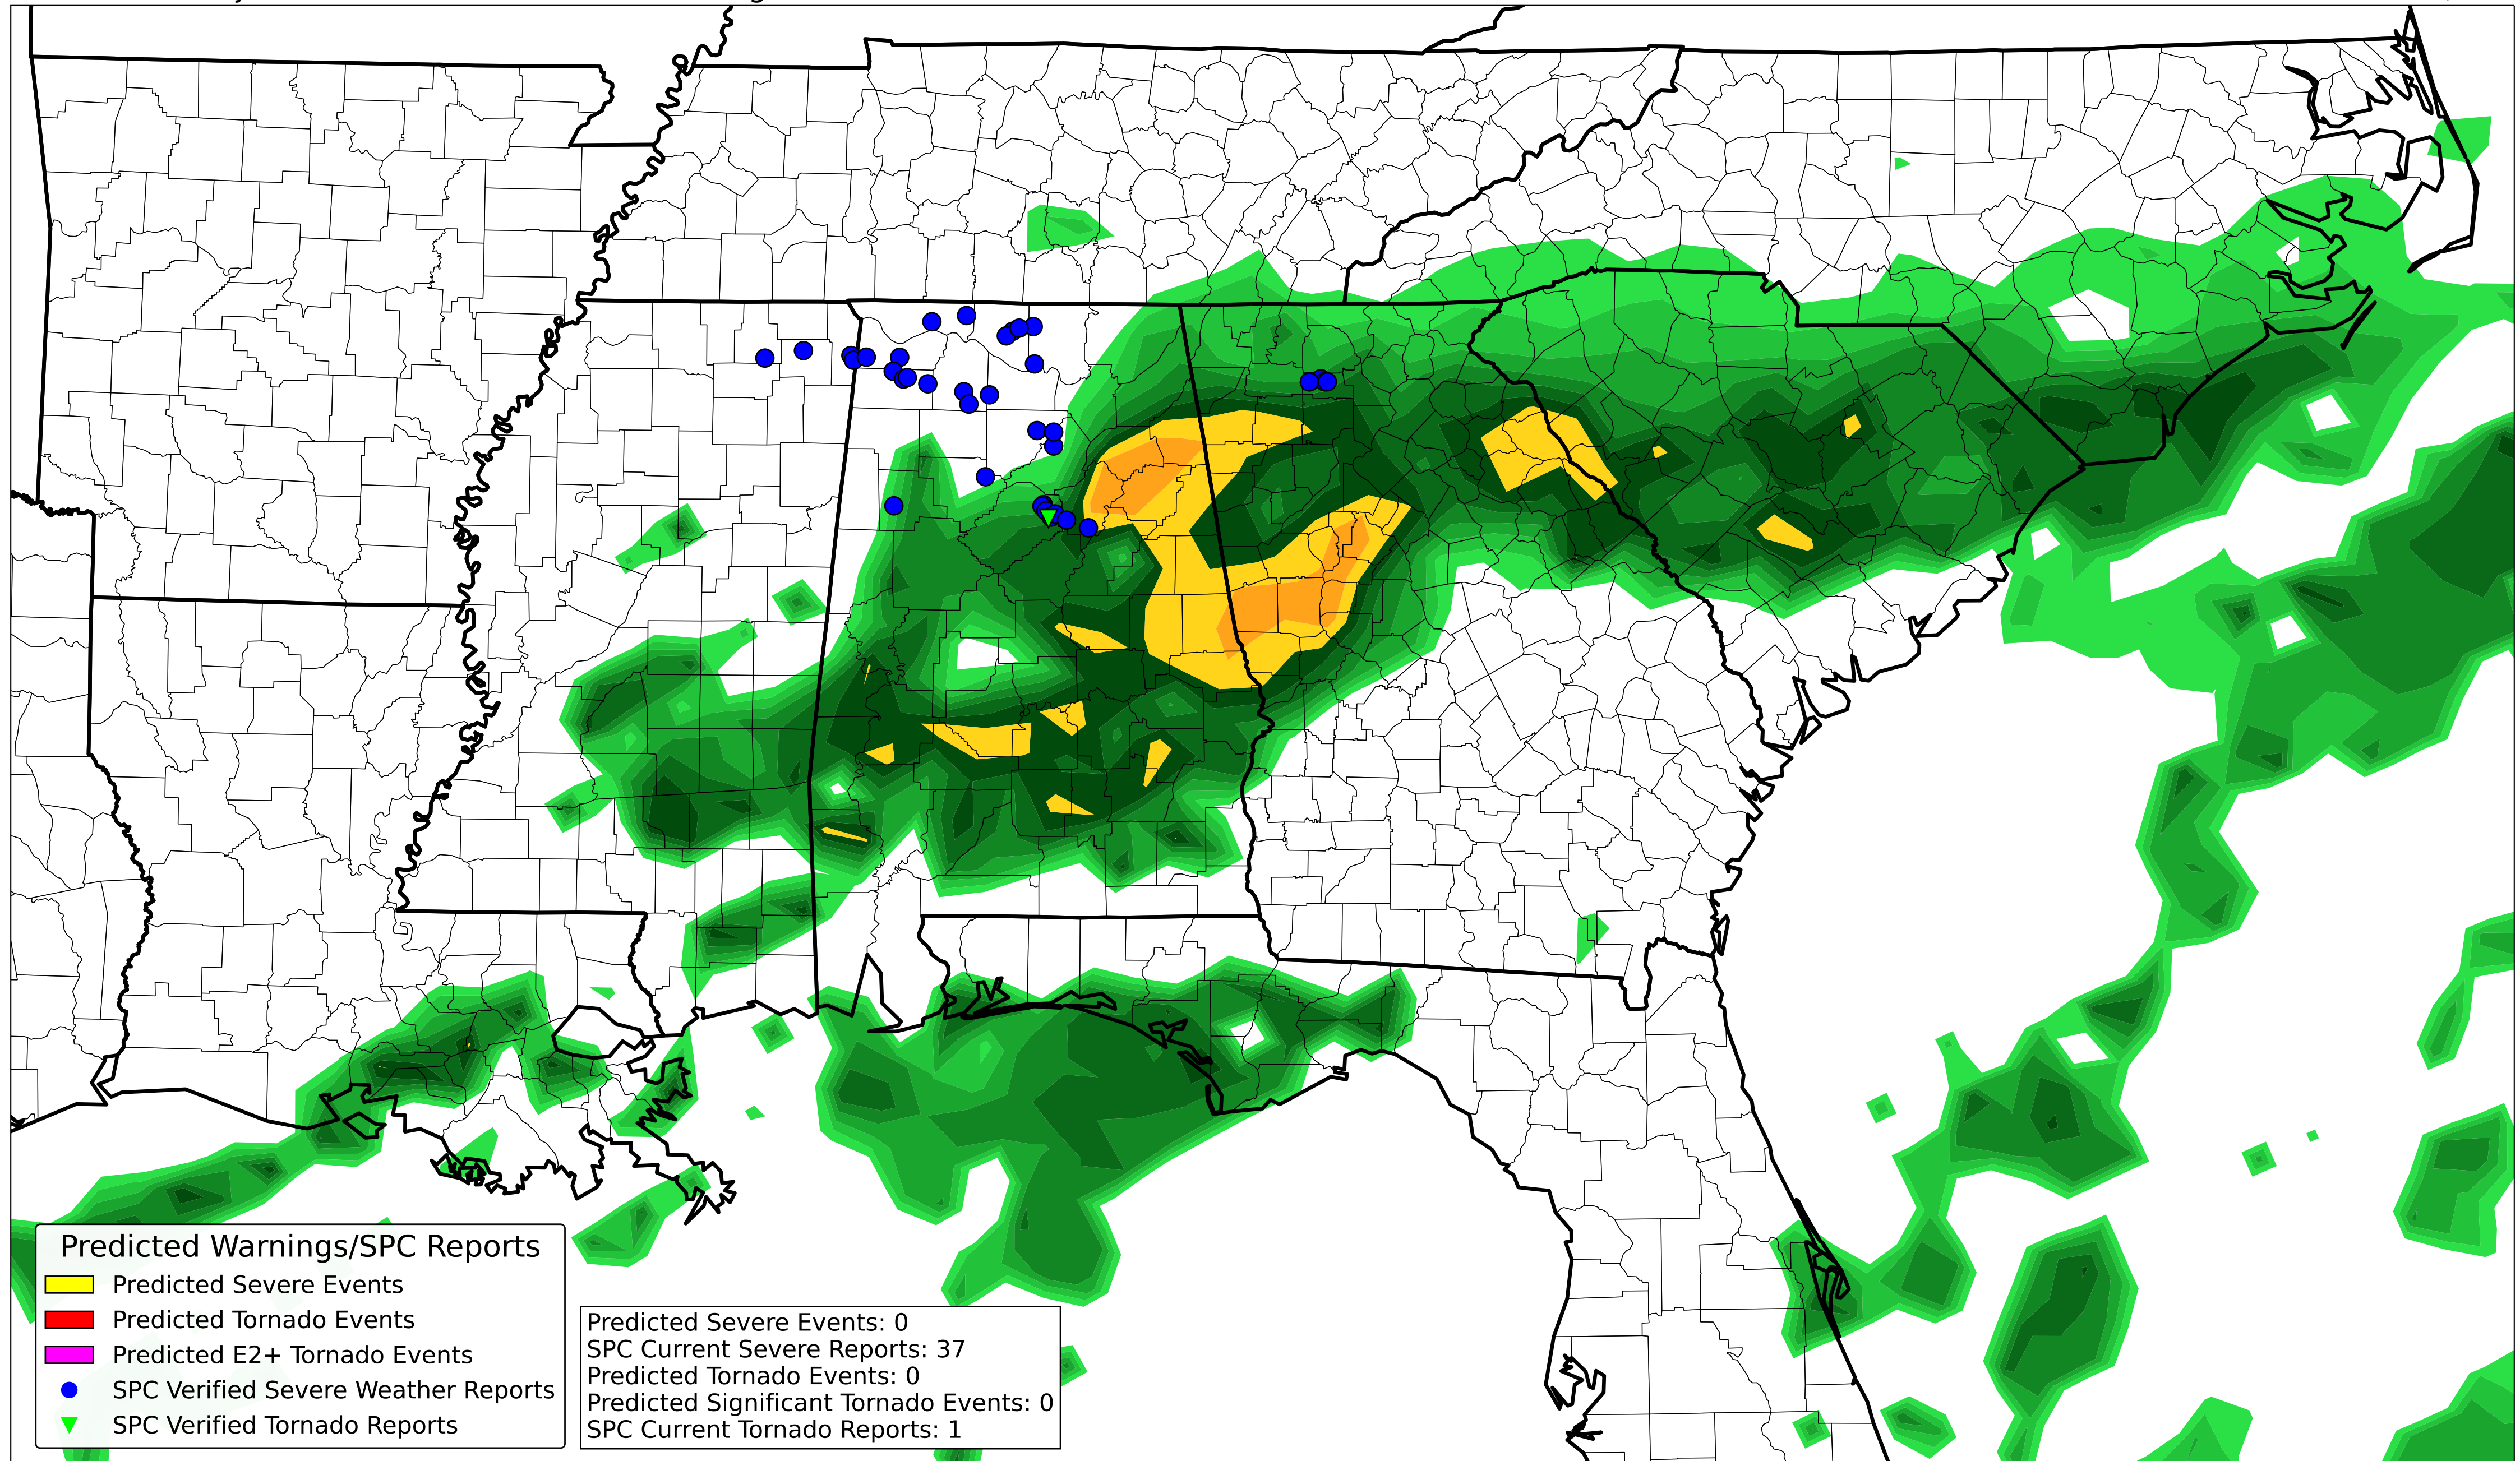 Predicted Warnings/SPC Reports
Predicted Severe Events
Predicted Tornado Events
Predicted E2+ Tornado Events
SPC Verified Severe Weather Reports
SPC Verified Tornado Reports
Predicted Severe Events: 0
SPC Current Severe Reports: 37
Predicted Tornado Events: 0
Predicted Significant Tornado Events: 0
SPC Current Tornado Reports: 1